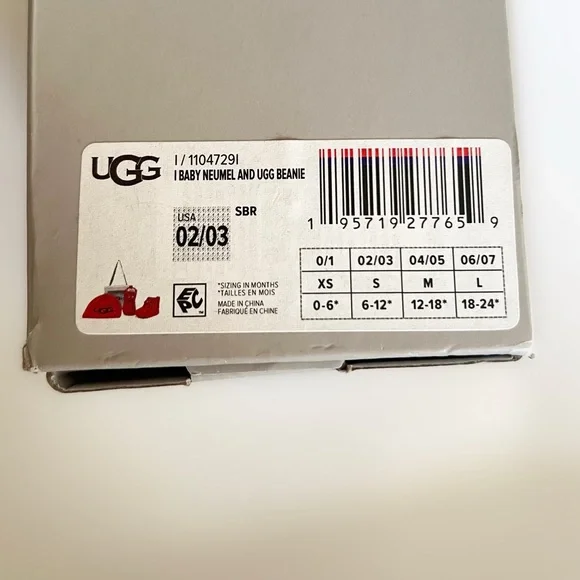 UGG
I / 1104729I
I BABY NEUMEL AND UGG BEANIE
USA
02/03
SBR
*SIZING IN MONTHS
*TAILLES EN MOIS
MADE IN CHINA
FABRIQUÉ EN CHINE
EPC™
1 95719 27765 9
0/1 02/03 04/05 06/07
XS S M L
0-6* 6-12* 12-18* 18-24*